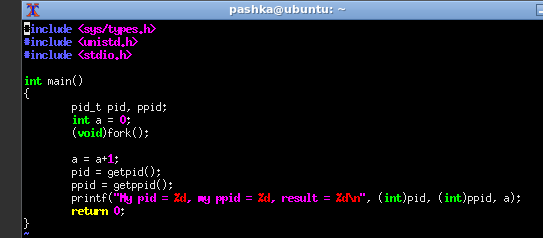 pashka@ubuntu: ~
#include <sys/types.h>
#include <unistd.h>
#include <stdio.h>
int main()
{
        pid_t pid, ppid;
        int a = 0;
        (void)fork();
        a = a+1;
        pid = getpid();
        ppid = getppid();
        printf("My pid = %d, my ppid = %d, result = %d\n", (int)pid, (int)ppid, a);
        return 0;
}
~